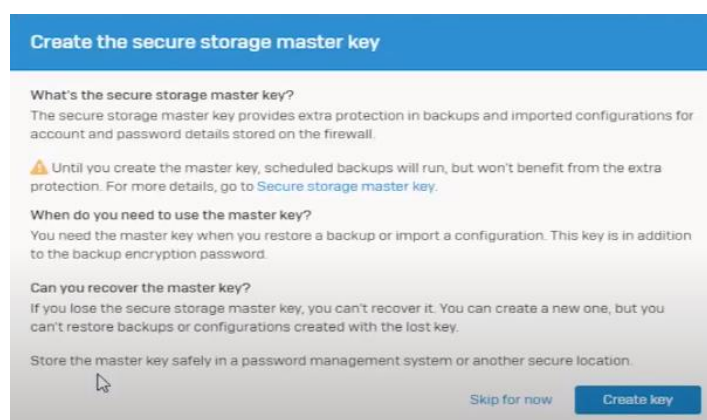 Create the secure storage master key
What's the secure storage master key?
The secure storage master key provides extra protection in backups and imported configurations for
account and password details stored on the firewall.
Until you create the master key, scheduled backups will run, but won't benefit from the extra
protection. For more details, go to Secure storage master key.
When do you need to use the master key?
You need the master key when you restore a backup or import a configuration. This key is in addition
to the backup encryption password.
Can you recover the master key?
If you lose the secure storage master key, you can't recover it. You can create a new one, but you
can't restore backups or configurations created with the lost key.
Store the master key safely in a password management system or another secure location.
Skip for now Create key